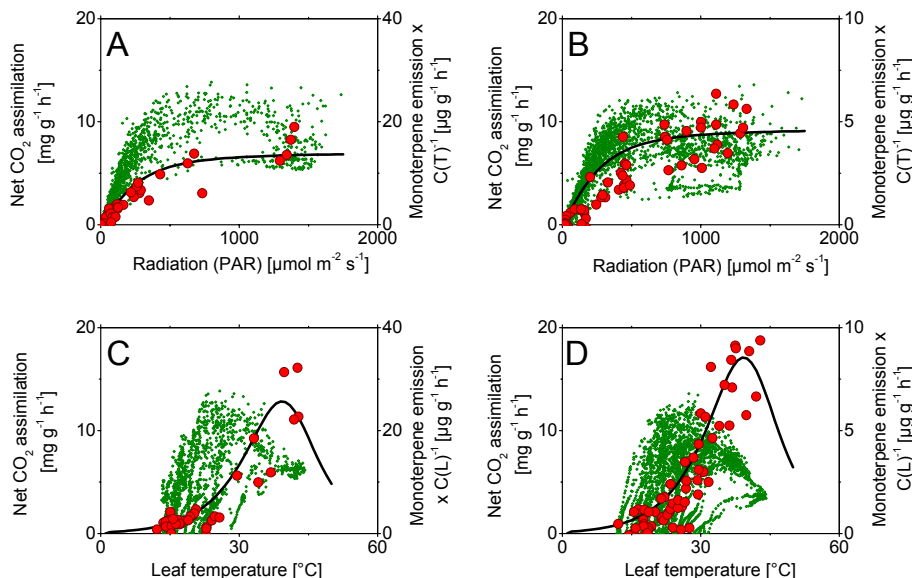 A
20
10
0
Net CO2 assimilation
[mg g-1 h-1]
40
20
0
Monoterpene emission x
C(T)-1 [µg g-1 h-1]
0
1000
2000
Radiation (PAR) [µmol m-2 s-1]
B
20
10
0
Net CO2 assimilation
[mg g-1 h-1]
10
5
0
Monoterpene emission x
C(T)-1 [µg g-1 h-1]
0
1000
2000
Radiation (PAR) [µmol m-2 s-1]
C
20
10
0
Net CO2 assimilation
[mg g-1 h-1]
40
20
0
Monoterpene emission
x C(L)-1 [µg g-1 h-1]
0
30
60
Leaf temperature [°C]
D
20
10
0
Net CO2 assimilation
[mg g-1 h-1]
10
5
0
Monoterpene emission x
C(L)-1 [µg g-1 h-1]
0
30
60
Leaf temperature [°C]